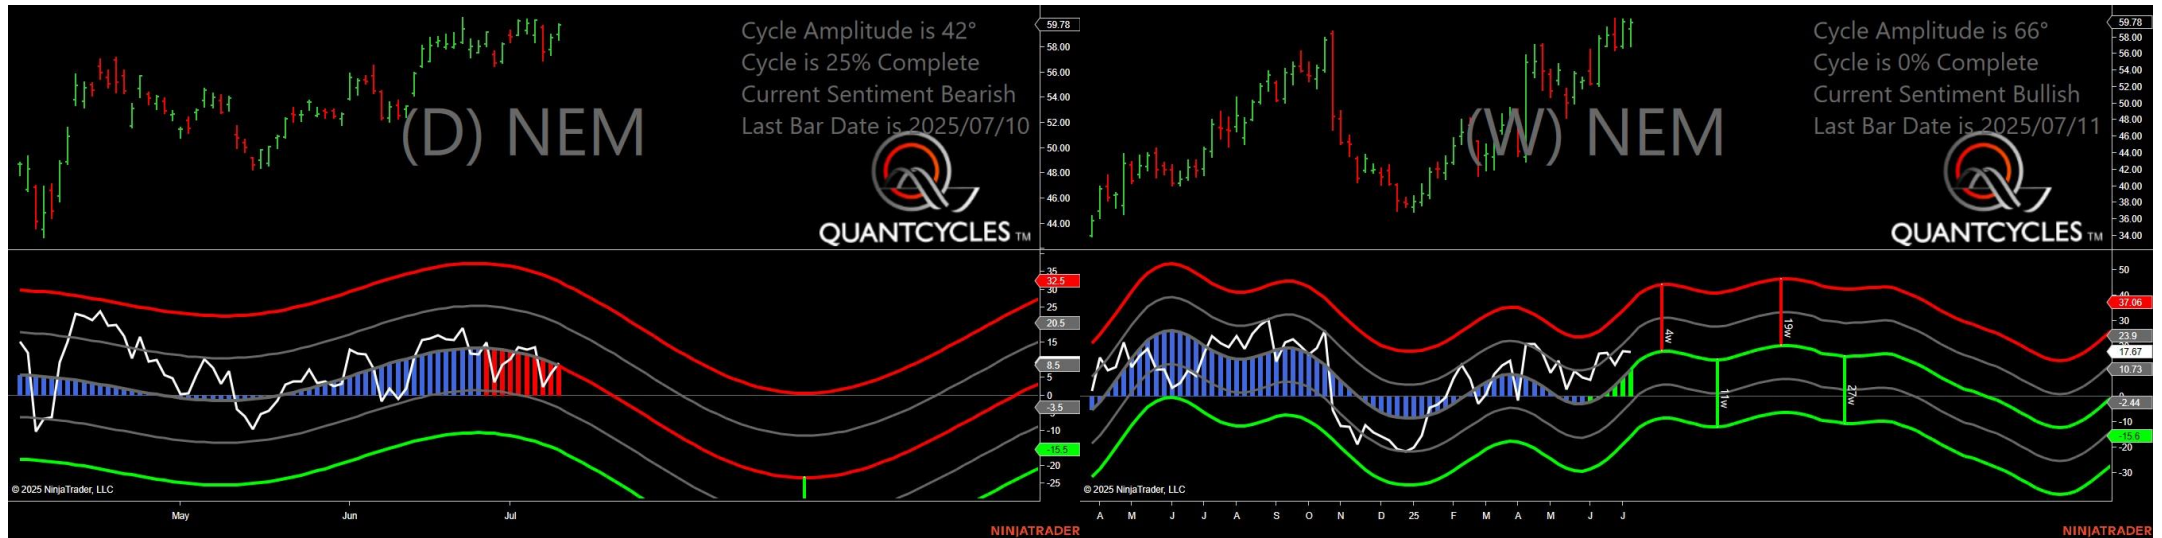 Cycle Amplitude is 42°
Cycle is 25% Complete
Current Sentiment Bearish
Last Bar Date is 2025/07/10
(D) NEM
QUANTCYCLES TM
59.78
58.00
56.00
54.00
52.00
50.00
48.00
46.00
44.00
35
32.5
30
25
20.5
15
8.5
5
0
-3.5
-10
-15.5
-20
-25
© 2025 NinjaTrader, LLC
May Jun Jul
NINJATRADER
Cycle Amplitude is 66°
Cycle is 0% Complete
Current Sentiment Bullish
Last Bar Date is 2025/07/11
(W) NEM
QUANTCYCLES TM
59.78
58.00
56.00
54.00
52.00
50.00
48.00
46.00
44.00
42.00
40.00
38.00
36.00
34.00
50
40
37.06
30
23.9
17.67
10.73
0
-2.44
-10
-15.6
-20
-30
4w
11w
19w
27w
© 2025 NinjaTrader, LLC
A M J J A S O N D 25 F M A M J J
NINJATRADER